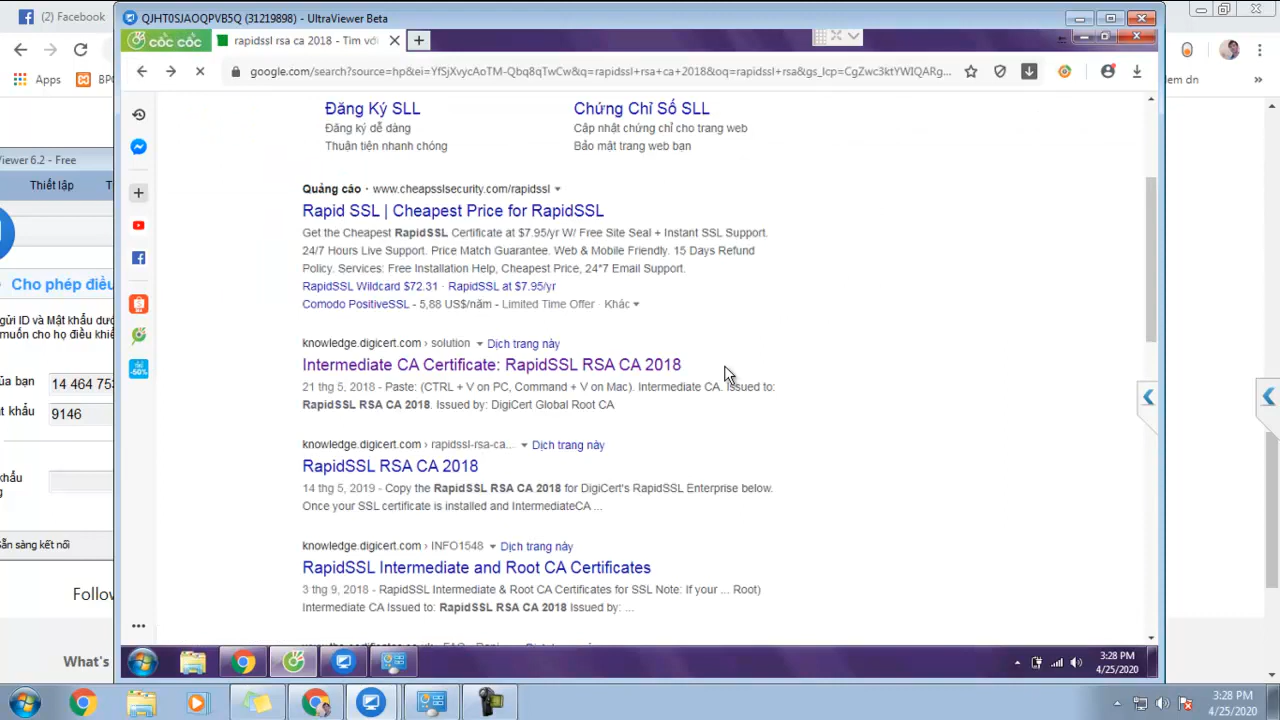 (2) Facebook
QJHT0SJAOQPVB5Q (31219898) - UltraViewer Beta
cốc cốc
rapidssl rsa ca 2018 - Tìm với
google.com/search?source=hp&ei=YfSjXvycAoTM-Qbq8qTwCw&q=rapidssl+rsa+ca+2018&oq=rapidssl+rsa&gs_lcp=CgZwc3ktYWIQARg...
Apps
BPO
em dn
»
Đăng Ký SLL
Chứng Chỉ Số SLL
Đăng ký dễ dàng
Cập nhật chứng chỉ cho trang web
Thuận tiện nhanh chóng
Bảo mật trang web bạn
iewer 6.2 - Free
Thiết lập
T
Quảng cáo · www.cheapsslsecurity.com/rapidssl
Rapid SSL | Cheapest Price for RapidSSL
Get the Cheapest RapidSSL Certificate at $7.95/yr W/ Free Site Seal + Instant SSL Support.
24/7 Hours Live Support. Price Match Guarantee. Web & Mobile Friendly. 15 Days Refund
Policy. Services: Free Installation Help, Cheapest Price, 24*7 Email Support.
RapidSSL Wildcard $72.31 · RapidSSL at $7.95/yr
Comodo PositiveSSL - 5,88 US$/năm - Limited Time Offer · Khác
Cho phép điều
gửi ID và Mật khẩu dư
muốn cho họ điều khiể
ủa bạn
14 464 753
t khẩu
9146
khẩu
g
Sẵn sàng kết nối
Follow
What's
-50%
knowledge.digicert.com › solution
Dịch trang này
Intermediate CA Certificate: RapidSSL RSA CA 2018
21 thg 5, 2018 - Paste: (CTRL + V on PC, Command + V on Mac). Intermediate CA. Issued to:
RapidSSL RSA CA 2018. Issued by: DigiCert Global Root CA
knowledge.digicert.com › rapidssl-rsa-ca...
Dịch trang này
RapidSSL RSA CA 2018
14 thg 5, 2019 - Copy the RapidSSL RSA CA 2018 for DigiCert's RapidSSL Enterprise below.
Once your SSL certificate is installed and IntermediateCA ...
knowledge.digicert.com › INFO1548
Dịch trang này
RapidSSL Intermediate and Root CA Certificates
3 thg 9, 2018 - RapidSSL Intermediate & Root CA Certificates for SSL Note: If your ... Root)
Intermediate CA Issued to: RapidSSL RSA CA 2018 Issued by: ...
3:28 PM
4/25/2020
3:28 PM
4/25/2020